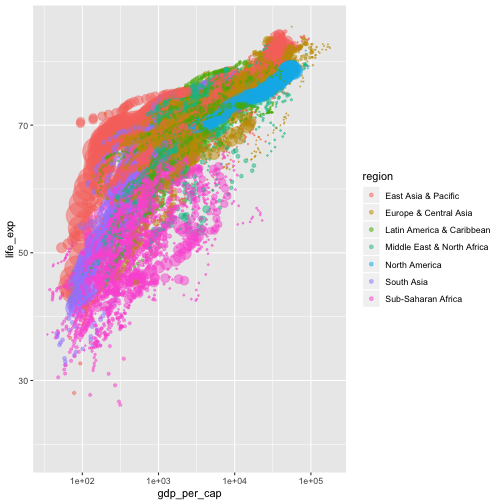 70
50
30
life_exp
1e+02 1e+03 1e+04 1e+05
gdp_per_cap
region
East Asia & Pacific
Europe & Central Asia
Latin America & Caribbean
Middle East & North Africa
North America
South Asia
Sub-Saharan Africa